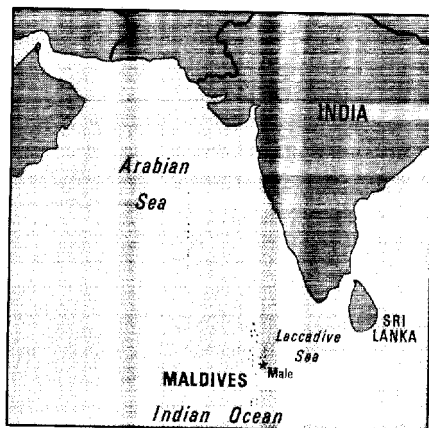 INDIA
Arabian
Sea
SRI
LANKA
Laccadive
Sea
Male
MALDIVES
Indian Ocean